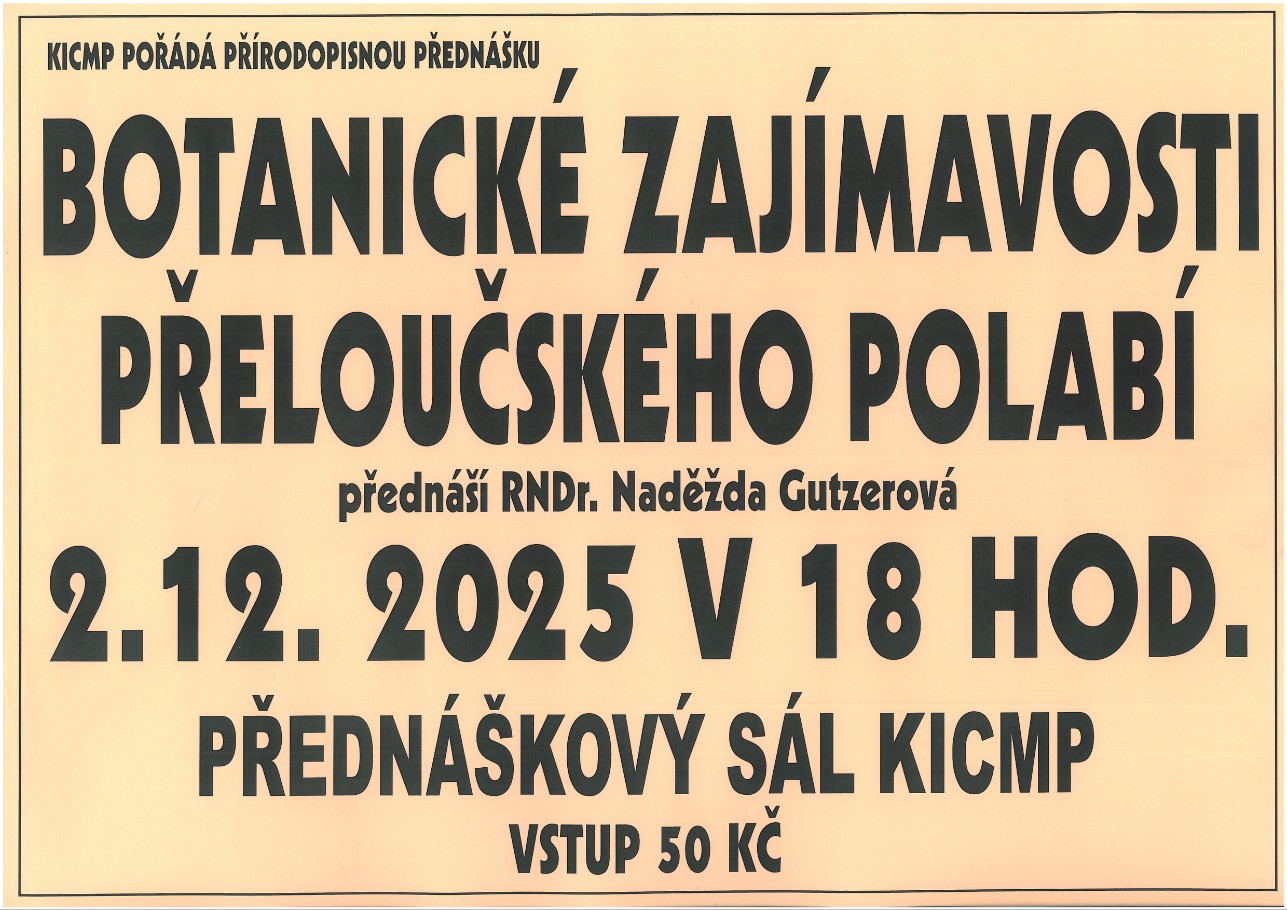 KICMP POŘÁDÁ PŘÍRODOPISNOU PŘEDNÁŠKU
BOTANICKÉ ZAJÍMAVOSTI
PŘELOUČSKÉHO POLABÍ
přednáší RNDr. Naděžda Gutzerová
2.12. 2025 V 18 HOD.
PŘEDNÁŠKOVÝ SÁL KICMP
VSTUP 50 KČ